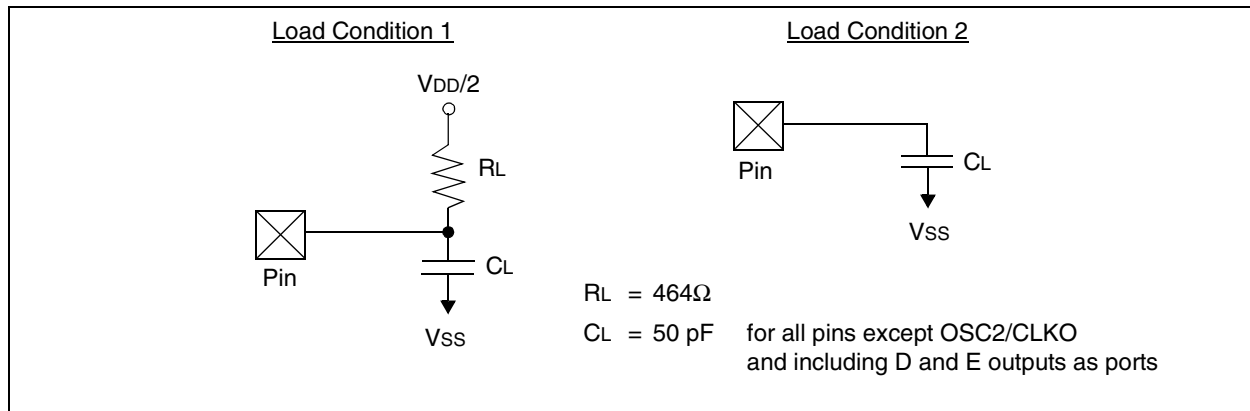 Load Condition 1
VDD/2
RL
Pin
CL
VSS
Load Condition 2
Pin
CL
VSS
RL = 464Ω
CL = 50 pF for all pins except OSC2/CLKO
and including D and E outputs as ports